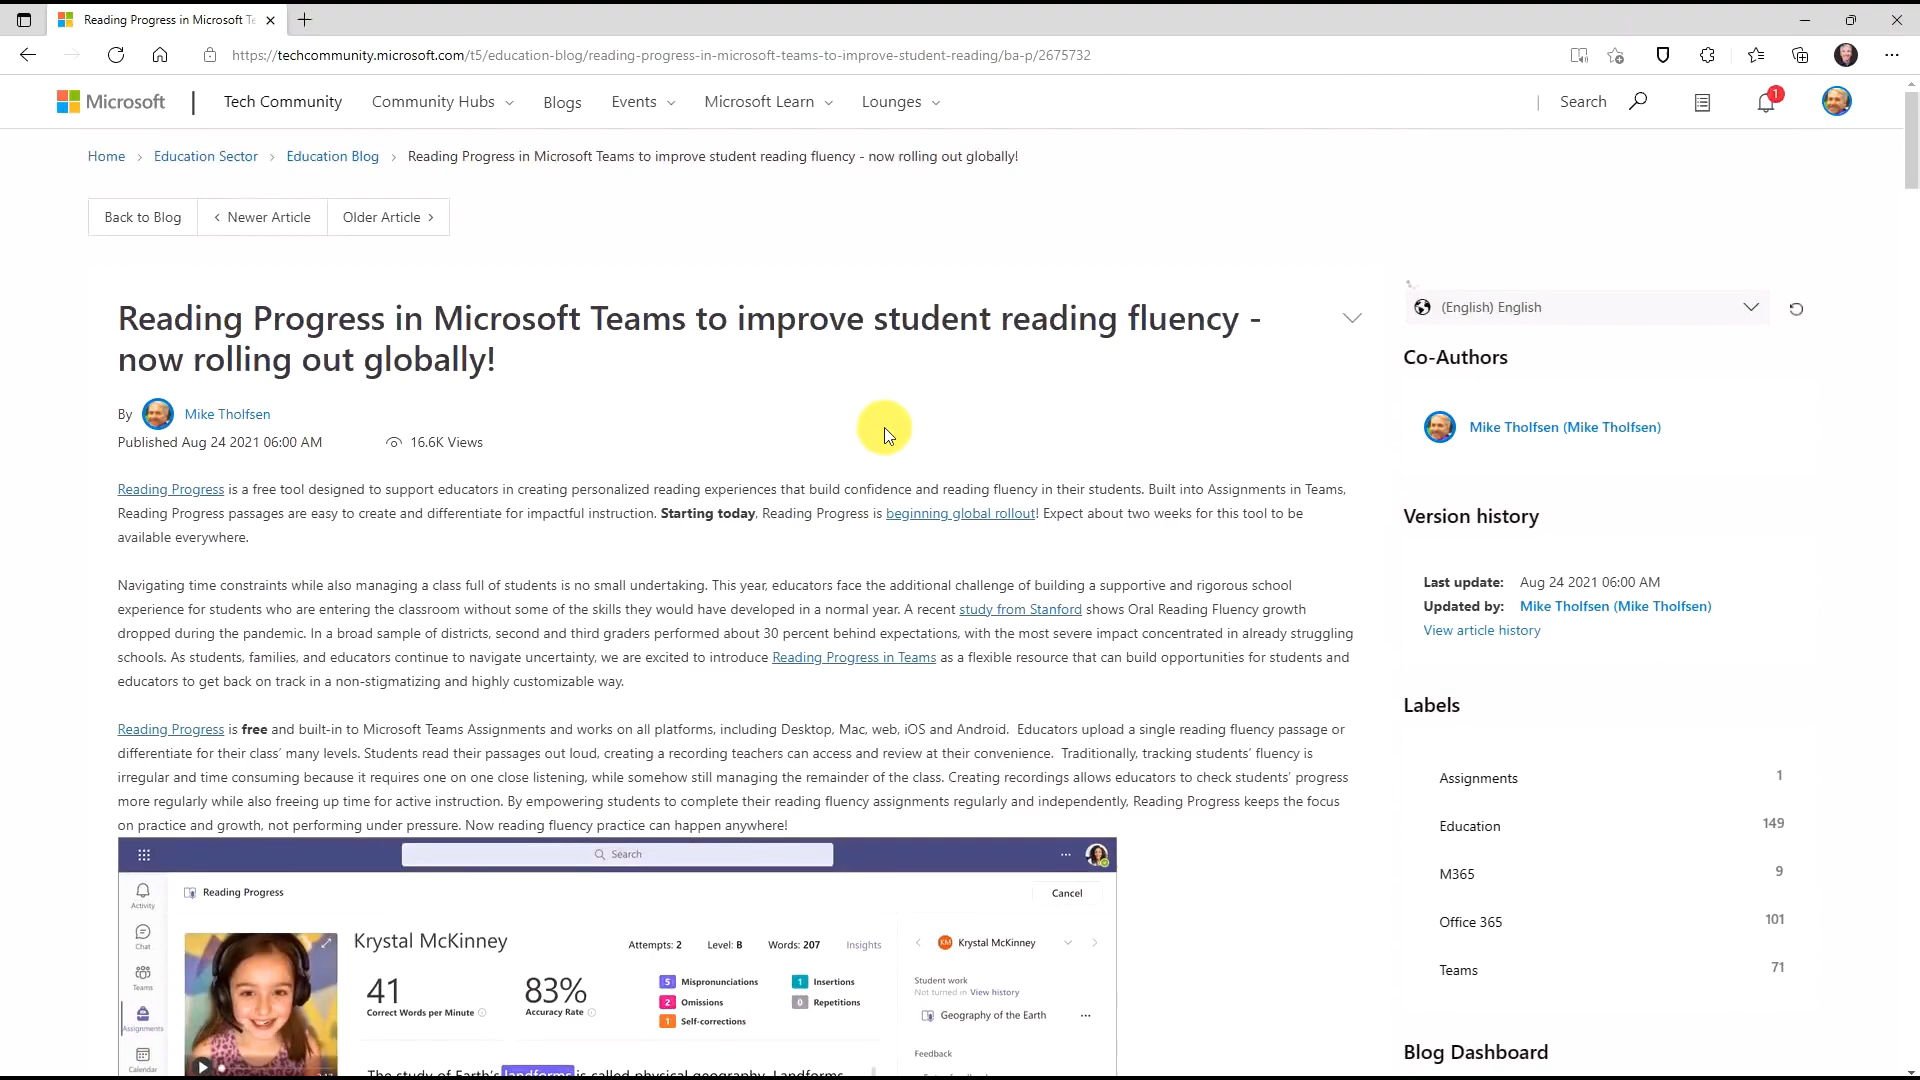 Reading Progress in Microsoft Te
https://techcommunity.microsoft.com/t5/education-blog/reading-progress-in-microsoft-teams-to-improve-student-reading/ba-p/2675732
Microsoft | Tech Community Community Hubs Blogs Events Microsoft Learn Lounges | Search 1
Home > Education Sector > Education Blog > Reading Progress in Microsoft Teams to improve student reading fluency - now rolling out globally!
Back to Blog < Newer Article Older Article >
Reading Progress in Microsoft Teams to improve student reading fluency -
now rolling out globally!
By Mike Tholfsen
Published Aug 24 2021 06:00 AM 16.6K Views
Reading Progress is a free tool designed to support educators in creating personalized reading experiences that build confidence and reading fluency in their students. Built into Assignments in Teams,
Reading Progress passages are easy to create and differentiate for impactful instruction. Starting today, Reading Progress is beginning global rollout! Expect about two weeks for this tool to be
available everywhere.
Navigating time constraints while also managing a class full of students is no small undertaking. This year, educators face the additional challenge of building a supportive and rigorous school
experience for students who are entering the classroom without some of the skills they would have developed in a normal year. A recent study from Stanford shows Oral Reading Fluency growth
dropped during the pandemic. In a broad sample of districts, second and third graders performed about 30 percent behind expectations, with the most severe impact concentrated in already struggling
schools. As students, families, and educators continue to navigate uncertainty, we are excited to introduce Reading Progress in Teams as a flexible resource that can build opportunities for students and
educators to get back on track in a non-stigmatizing and highly customizable way.
Reading Progress is free and built-in to Microsoft Teams Assignments and works on all platforms, including Desktop, Mac, web, iOS and Android. Educators upload a single reading fluency passage or
differentiate for their class' many levels. Students read their passages out loud, creating a recording teachers can access and review at their convenience. Traditionally, tracking students' fluency is
irregular and time consuming because it requires one on one close listening, while somehow still managing the remainder of the class. Creating recordings allows educators to check students' progress
more regularly while also freeing up time for active instruction. By empowering students to complete their reading fluency assignments regularly and independently, Reading Progress keeps the focus
on practice and growth, not performing under pressure. Now reading fluency practice can happen anywhere!
Search
Activity
Chat
Teams
Assignments
Calendar
Reading Progress Cancel
Krystal McKinney Attempts: 2 Level: B Words: 207 Insights
41
Correct Words per Minute
83%
Accuracy Rate
5 Mispronunciations 1 Insertions
2 Omissions 0 Repetitions
1 Self-corrections
The study of Earth's landforms is called physical geography. Landforms
KM Krystal McKinney
Student work
Not turned in View history
Geography of the Earth
Feedback
(English) English
Co-Authors
Mike Tholfsen (Mike Tholfsen)
Version history
Last update: Aug 24 2021 06:00 AM
Updated by: Mike Tholfsen (Mike Tholfsen)
View article history
Labels
Assignments 1
Education 149
M365 9
Office 365 101
Teams 71
Blog Dashboard